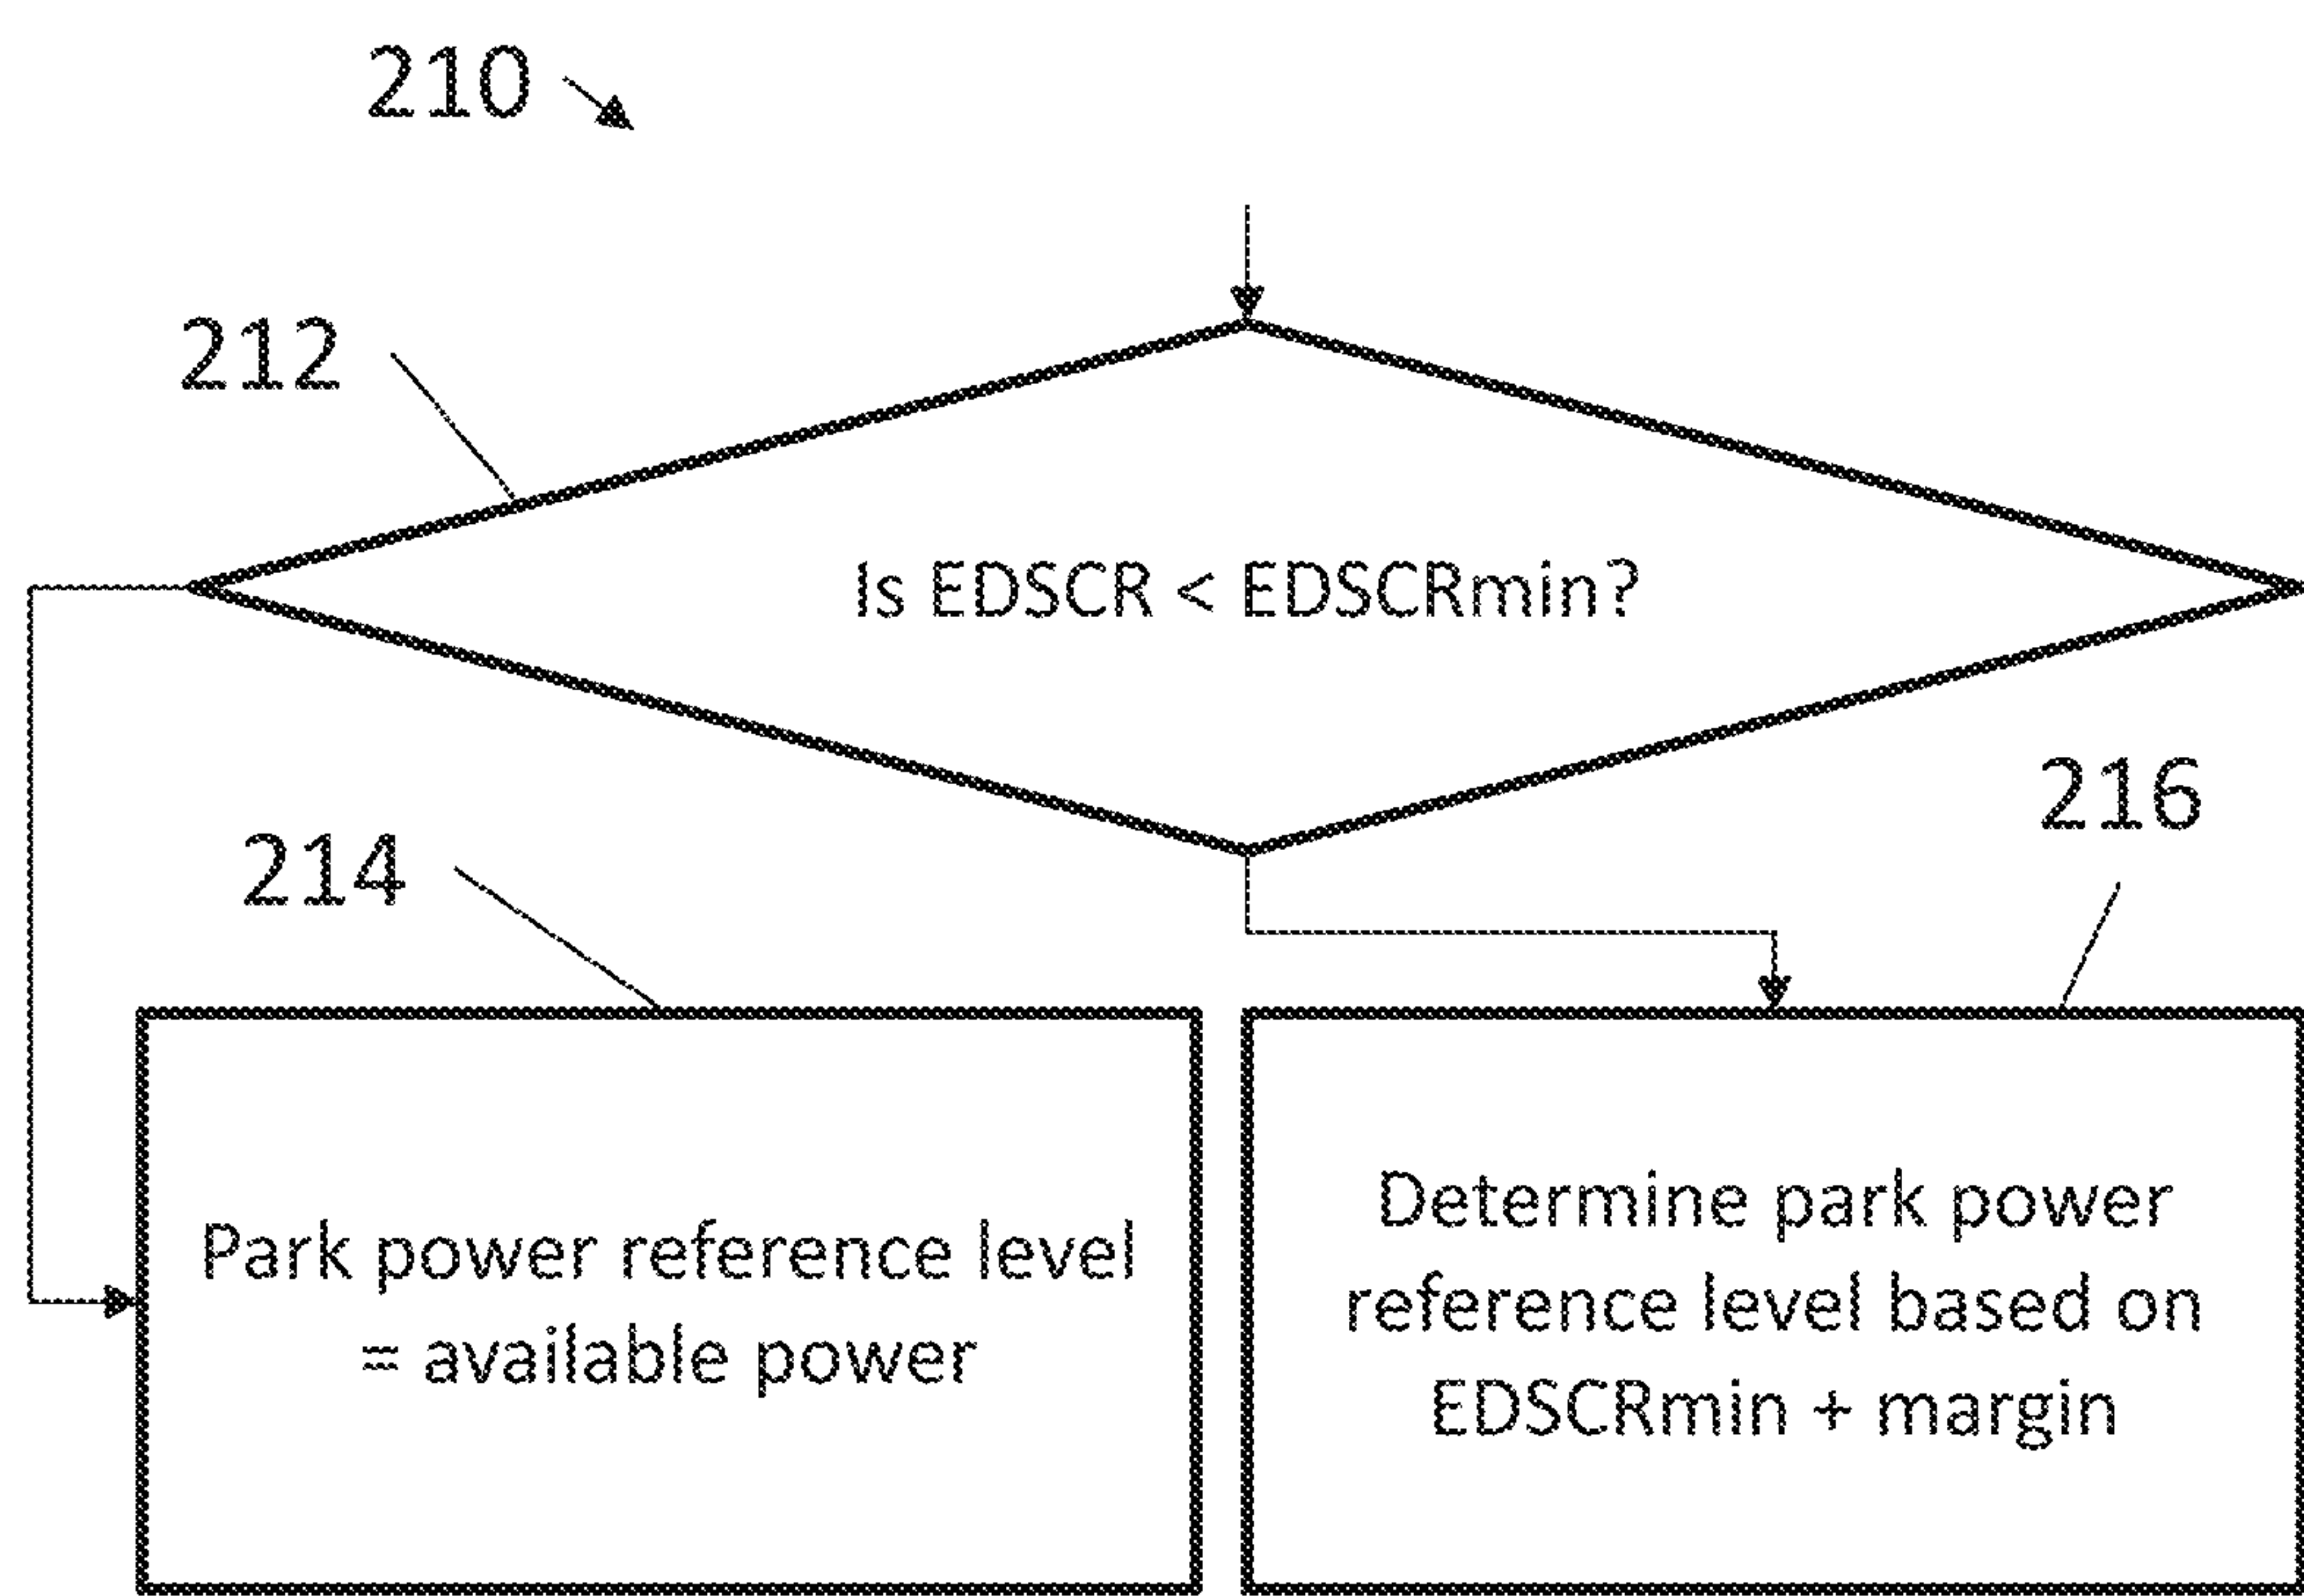 210
212
Is EDSCR < EDSCRmin?
216
214
Park power reference level
= available power
Determine park power
reference level based on
EDSCRmin + margin